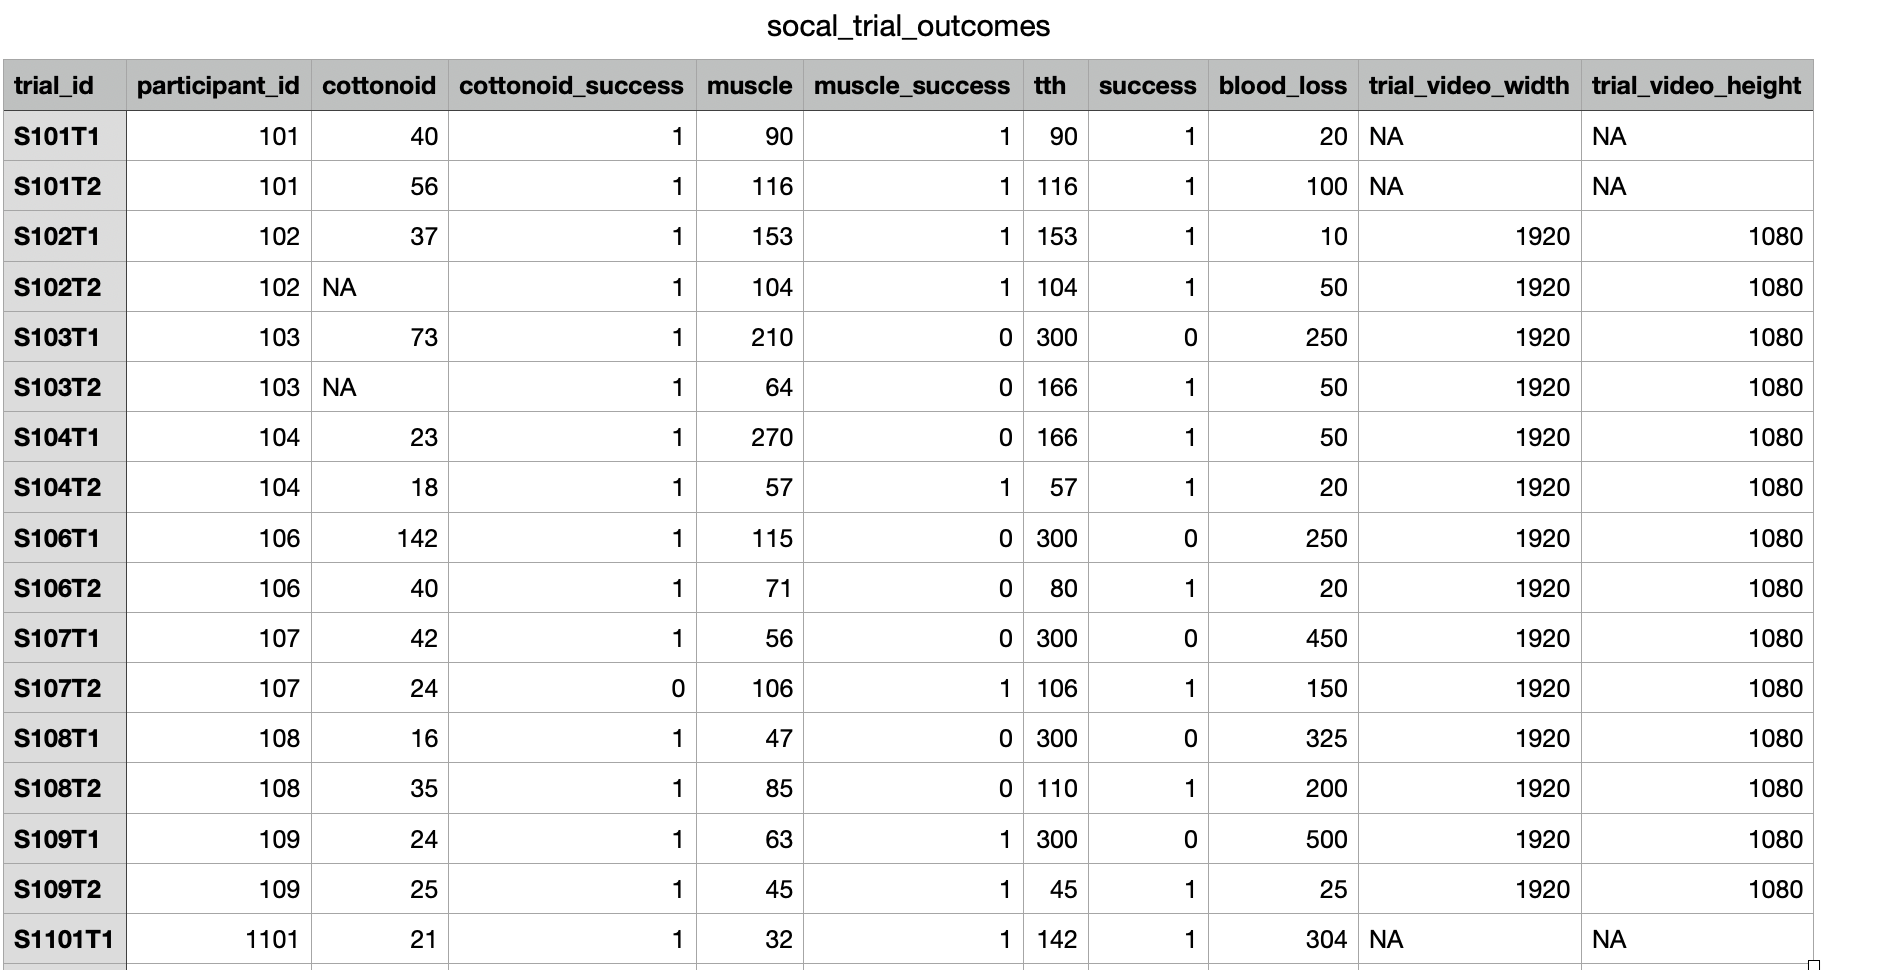 socal_trial_outcomes
trial_id participant_id cottonoid cottonoid_success muscle muscle_success tth success blood_loss trial_video_width trial_video_height
S101T1 101 40 1 90 1 90 1 20 NA NA
S101T2 101 56 1 116 1 116 1 100 NA NA
S102T1 102 37 1 153 1 153 1 10 1920 1080
S102T2 102 NA 1 104 1 104 1 50 1920 1080
S103T1 103 73 1 210 0 300 0 250 1920 1080
S103T2 103 NA 1 64 0 166 1 50 1920 1080
S104T1 104 23 1 270 0 166 1 50 1920 1080
S104T2 104 18 1 57 1 57 1 20 1920 1080
S106T1 106 142 1 115 0 300 0 250 1920 1080
S106T2 106 40 1 71 0 80 1 20 1920 1080
S107T1 107 42 1 56 0 300 0 450 1920 1080
S107T2 107 24 0 106 1 106 1 150 1920 1080
S108T1 108 16 1 47 0 300 0 325 1920 1080
S108T2 108 35 1 85 0 110 1 200 1920 1080
S109T1 109 24 1 63 1 300 0 500 1920 1080
S109T2 109 25 1 45 1 45 1 25 1920 1080
S1101T1 1101 21 1 32 1 142 1 304 NA NA